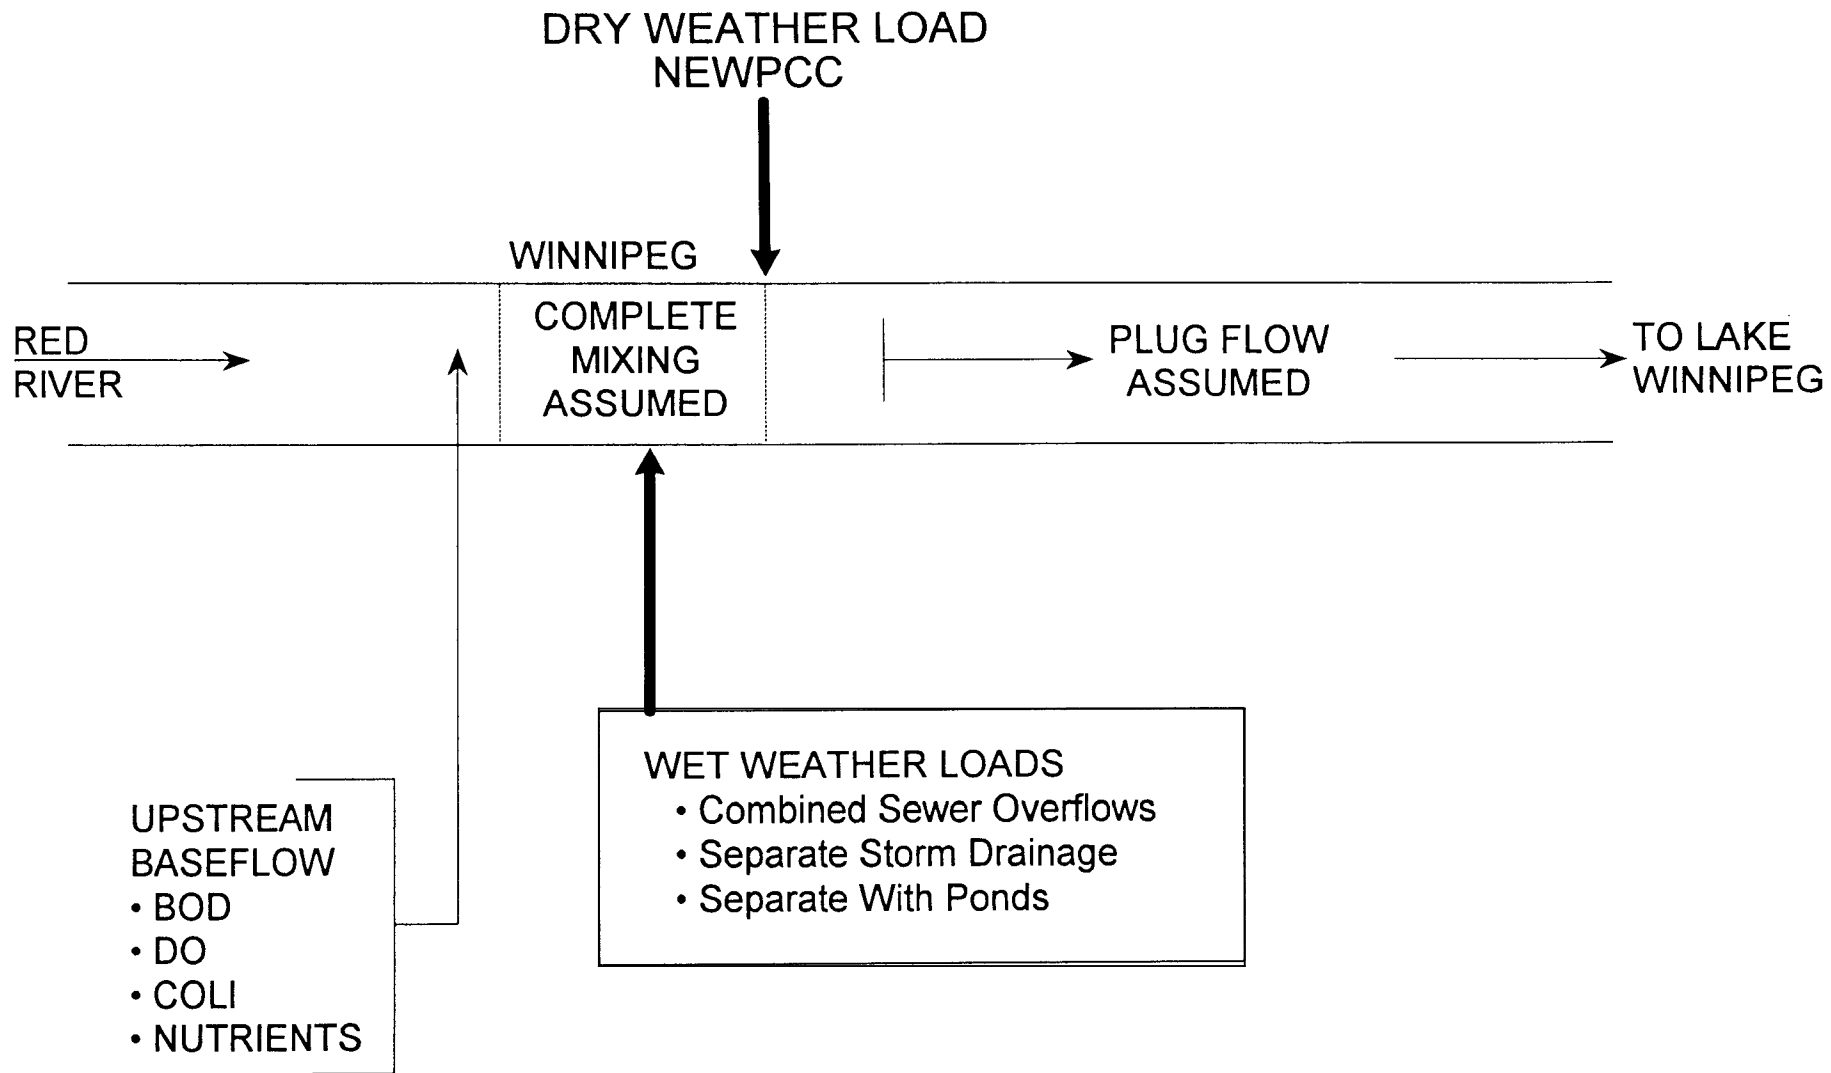 DRY WEATHER LOAD
NEWPCC
WINNIPEG
RED
RIVER
COMPLETE
MIXING
ASSUMED
PLUG FLOW
ASSUMED
TO LAKE
WINNIPEG
UPSTREAM
BASEFLOW
• BOD
• DO
• COLI
• NUTRIENTS
WET WEATHER LOADS
• Combined Sewer Overflows
• Separate Storm Drainage
• Separate With Ponds